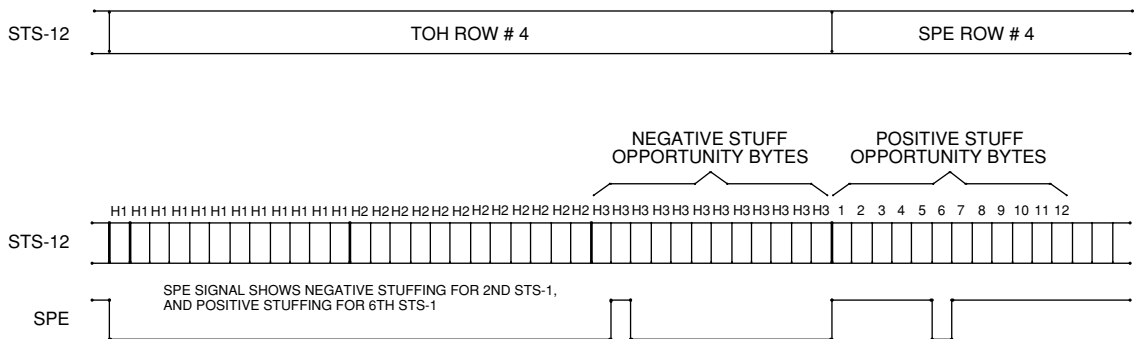 STS-12 TOH ROW # 4 SPE ROW # 4
NEGATIVE STUFF
OPPORTUNITY BYTES
POSITIVE STUFF
OPPORTUNITY BYTES
H1 H1 H1 H1 H1 H1 H1 H1 H1 H1 H1 H1 H2 H2 H2 H2 H2 H2 H2 H2 H2 H2 H2 H2 H3 H3 H3 H3 H3 H3 H3 H3 H3 H3 H3 H3 1 2 3 4 5 6 7 8 9 10 11 12
STS-12
SPE SIGNAL SHOWS NEGATIVE STUFFING FOR 2ND STS-1,
AND POSITIVE STUFFING FOR 6TH STS-1
SPE